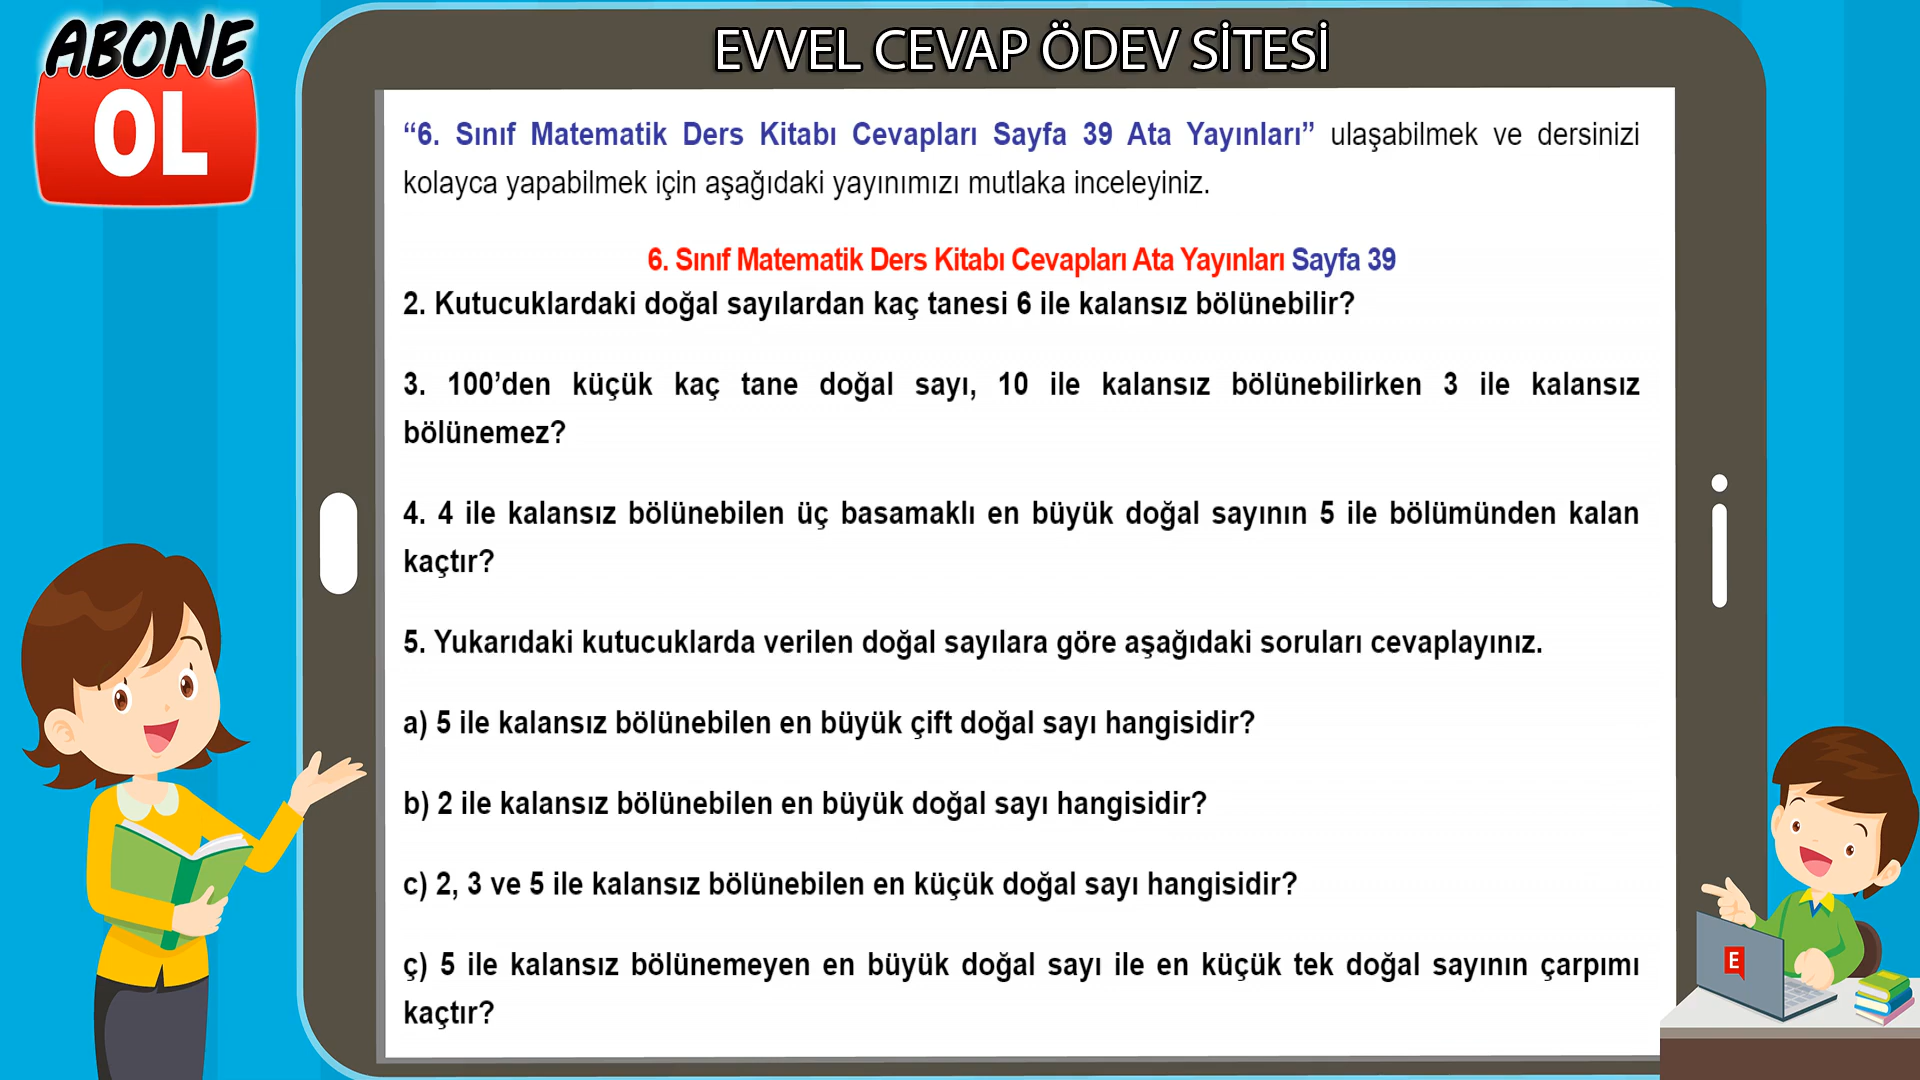 ABONE
OL
EVVEL CEVAP ÖDEV SİTESİ
“6. Sınıf Matematik Ders Kitabı Cevapları Sayfa 39 Ata Yayınları” ulaşabilmek ve dersinizi
kolayca yapabilmek için aşağıdaki yayınımızı mutlaka inceleyiniz.
6. Sınıf Matematik Ders Kitabı Cevapları Ata Yayınları Sayfa 39
2. Kutucuklardaki doğal sayılardan kaç tanesi 6 ile kalansız bölünebilir?
3. 100’den küçük kaç tane doğal sayı, 10 ile kalansız bölünebilirken 3 ile kalansız
bölünemez?
4. 4 ile kalansız bölünebilen üç basamaklı en büyük doğal sayının 5 ile bölümünden kalan
kaçtır?
5. Yukarıdaki kutucuklarda verilen doğal sayılara göre aşağıdaki soruları cevaplayınız.
a) 5 ile kalansız bölünebilen en büyük çift doğal sayı hangisidir?
b) 2 ile kalansız bölünebilen en büyük doğal sayı hangisidir?
c) 2, 3 ve 5 ile kalansız bölünebilen en küçük doğal sayı hangisidir?
ç) 5 ile kalansız bölünemeyen en büyük doğal sayı ile en küçük tek doğal sayının çarpımı
kaçtır?
E